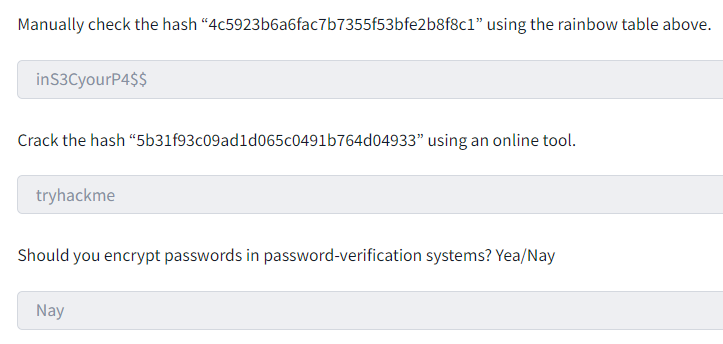 Manually check the hash “4c5923b6a6fac7b7355f53bfe2b8f8c1” using the rainbow table above.
inS3CyourP4$$
Crack the hash “5b31f93c09ad1d065c0491b764d04933” using an online tool.
tryhackme
Should you encrypt passwords in password-verification systems? Yea/Nay
Nay